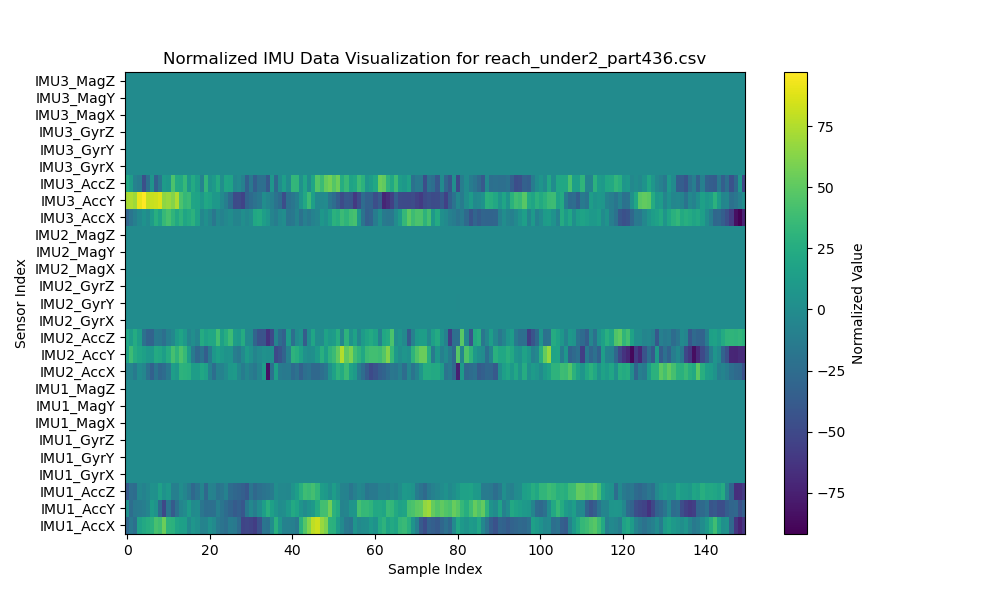 Normalized IMU Data Visualization for reach_under2_part436.csv
IMU3_MagZ
IMU3_MagY
IMU3_MagX
IMU3_GyrZ
IMU3_GyrY
IMU3_GyrX
IMU3_AccZ
IMU3_AccY
IMU3_AccX
IMU2_MagZ
IMU2_MagY
IMU2_MagX
IMU2_GyrZ
IMU2_GyrY
IMU2_GyrX
IMU2_AccZ
IMU2_AccY
IMU2_AccX
IMU1_MagZ
IMU1_MagY
IMU1_MagX
IMU1_GyrZ
IMU1_GyrY
IMU1_GyrX
IMU1_AccZ
IMU1_AccY
IMU1_AccX
Sensor Index
0 20 40 60 80 100 120 140
Sample Index
75
50
25
0
−25
−50
−75
Normalized Value